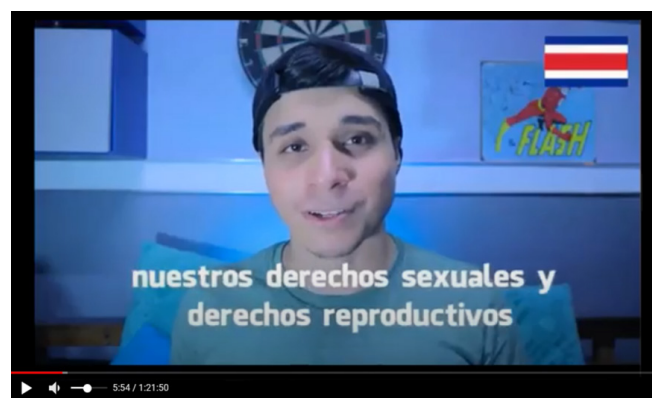 FLASH
nuestros derechos sexuales y
derechos reproductivos
5:54 / 1:21:50